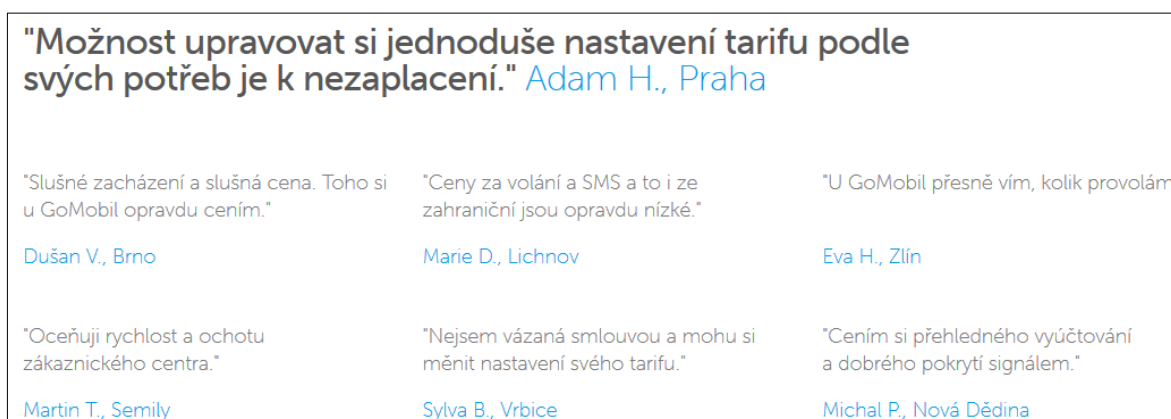 "Možnost upravovat si jednoduše nastavení tarifu podle
svých potřeb je k nezaplacení." Adam H., Praha
"Slušné zacházení a slušná cena. Toho si
u GoMobil opravdu cením."
Dušan V., Brno
"Ceny za volání a SMS a to i ze
zahraniční jsou opravdu nízké."
Marie D., Lichnov
"U GoMobil přesně vím, kolik provolám
Eva H., Zlín
"Oceňuji rychlost a ochotu
zákaznického centra."
Martin T., Semily
"Nejsem vázaná smlouvou a mohu si
měnit nastavení svého tarifu."
Sylva B., Vrbice
"Cením si přehledného vyúčtování
a dobrého pokrytí signálem."
Michal P., Nová Dědina